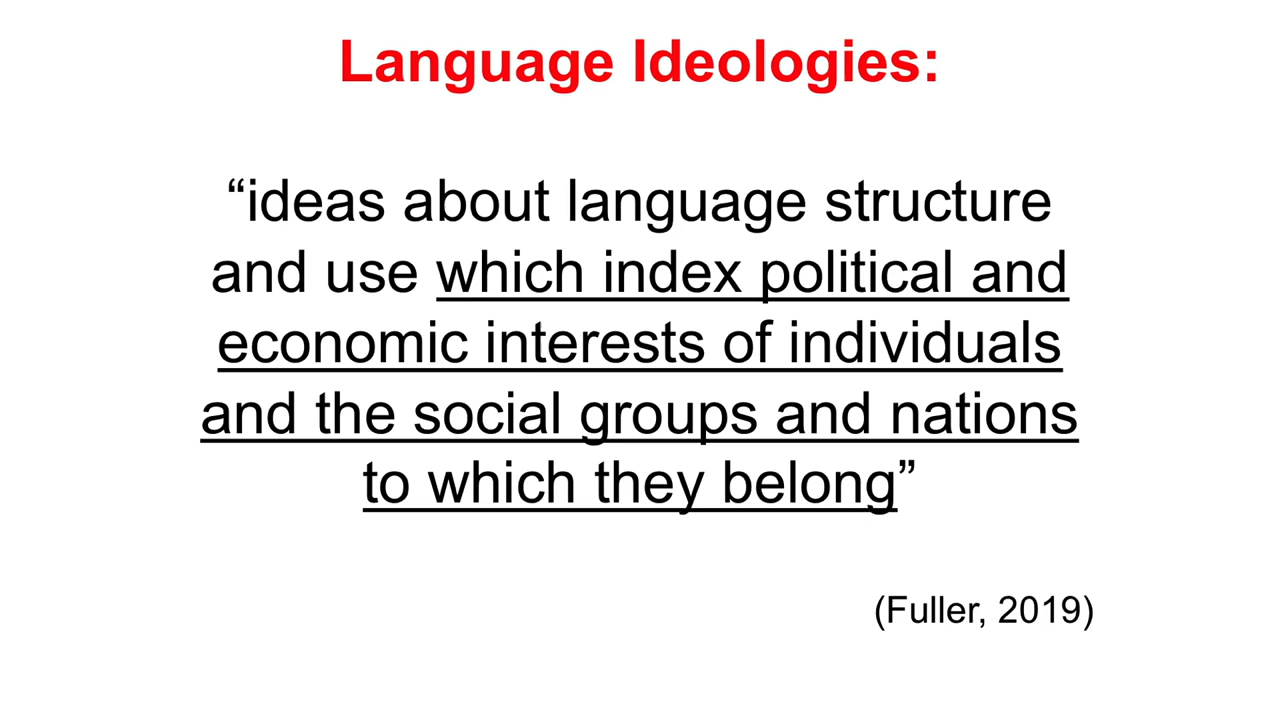 Language Ideologies:
“ideas about language structure
and use which index political and
economic interests of individuals
and the social groups and nations
to which they belong”
(Fuller, 2019)